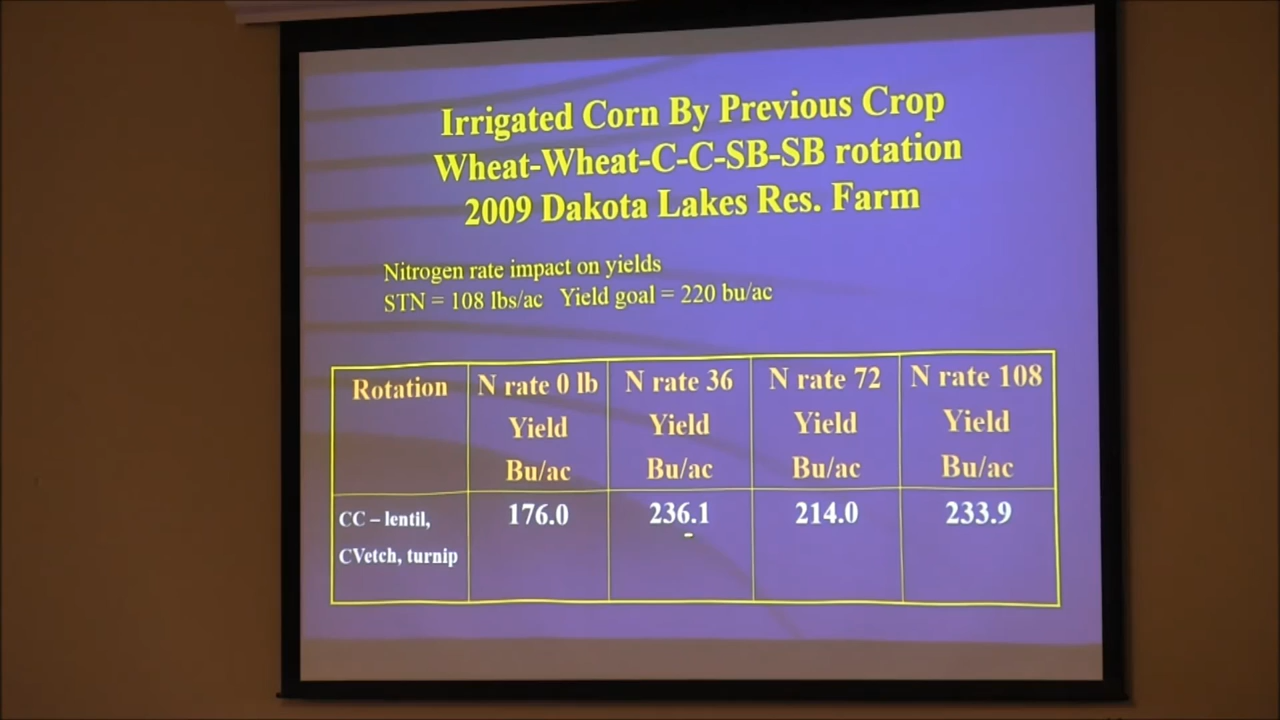 Irrigated Corn By Previous Crop
Wheat-Wheat-C-C-SB-SB rotation
2009 Dakota Lakes Res. Farm
Nitrogen rate impact on yields
STN = 108 lbs/ac Yield goal = 220 bu/ac
Rotation
N rate 0 lb
Yield
Bu/ac
N rate 36
Yield
Bu/ac
N rate 72
Yield
Bu/ac
N rate 108
Yield
Bu/ac
CC – lentil,
CVetch, turnip
176.0
236.1
214.0
233.9